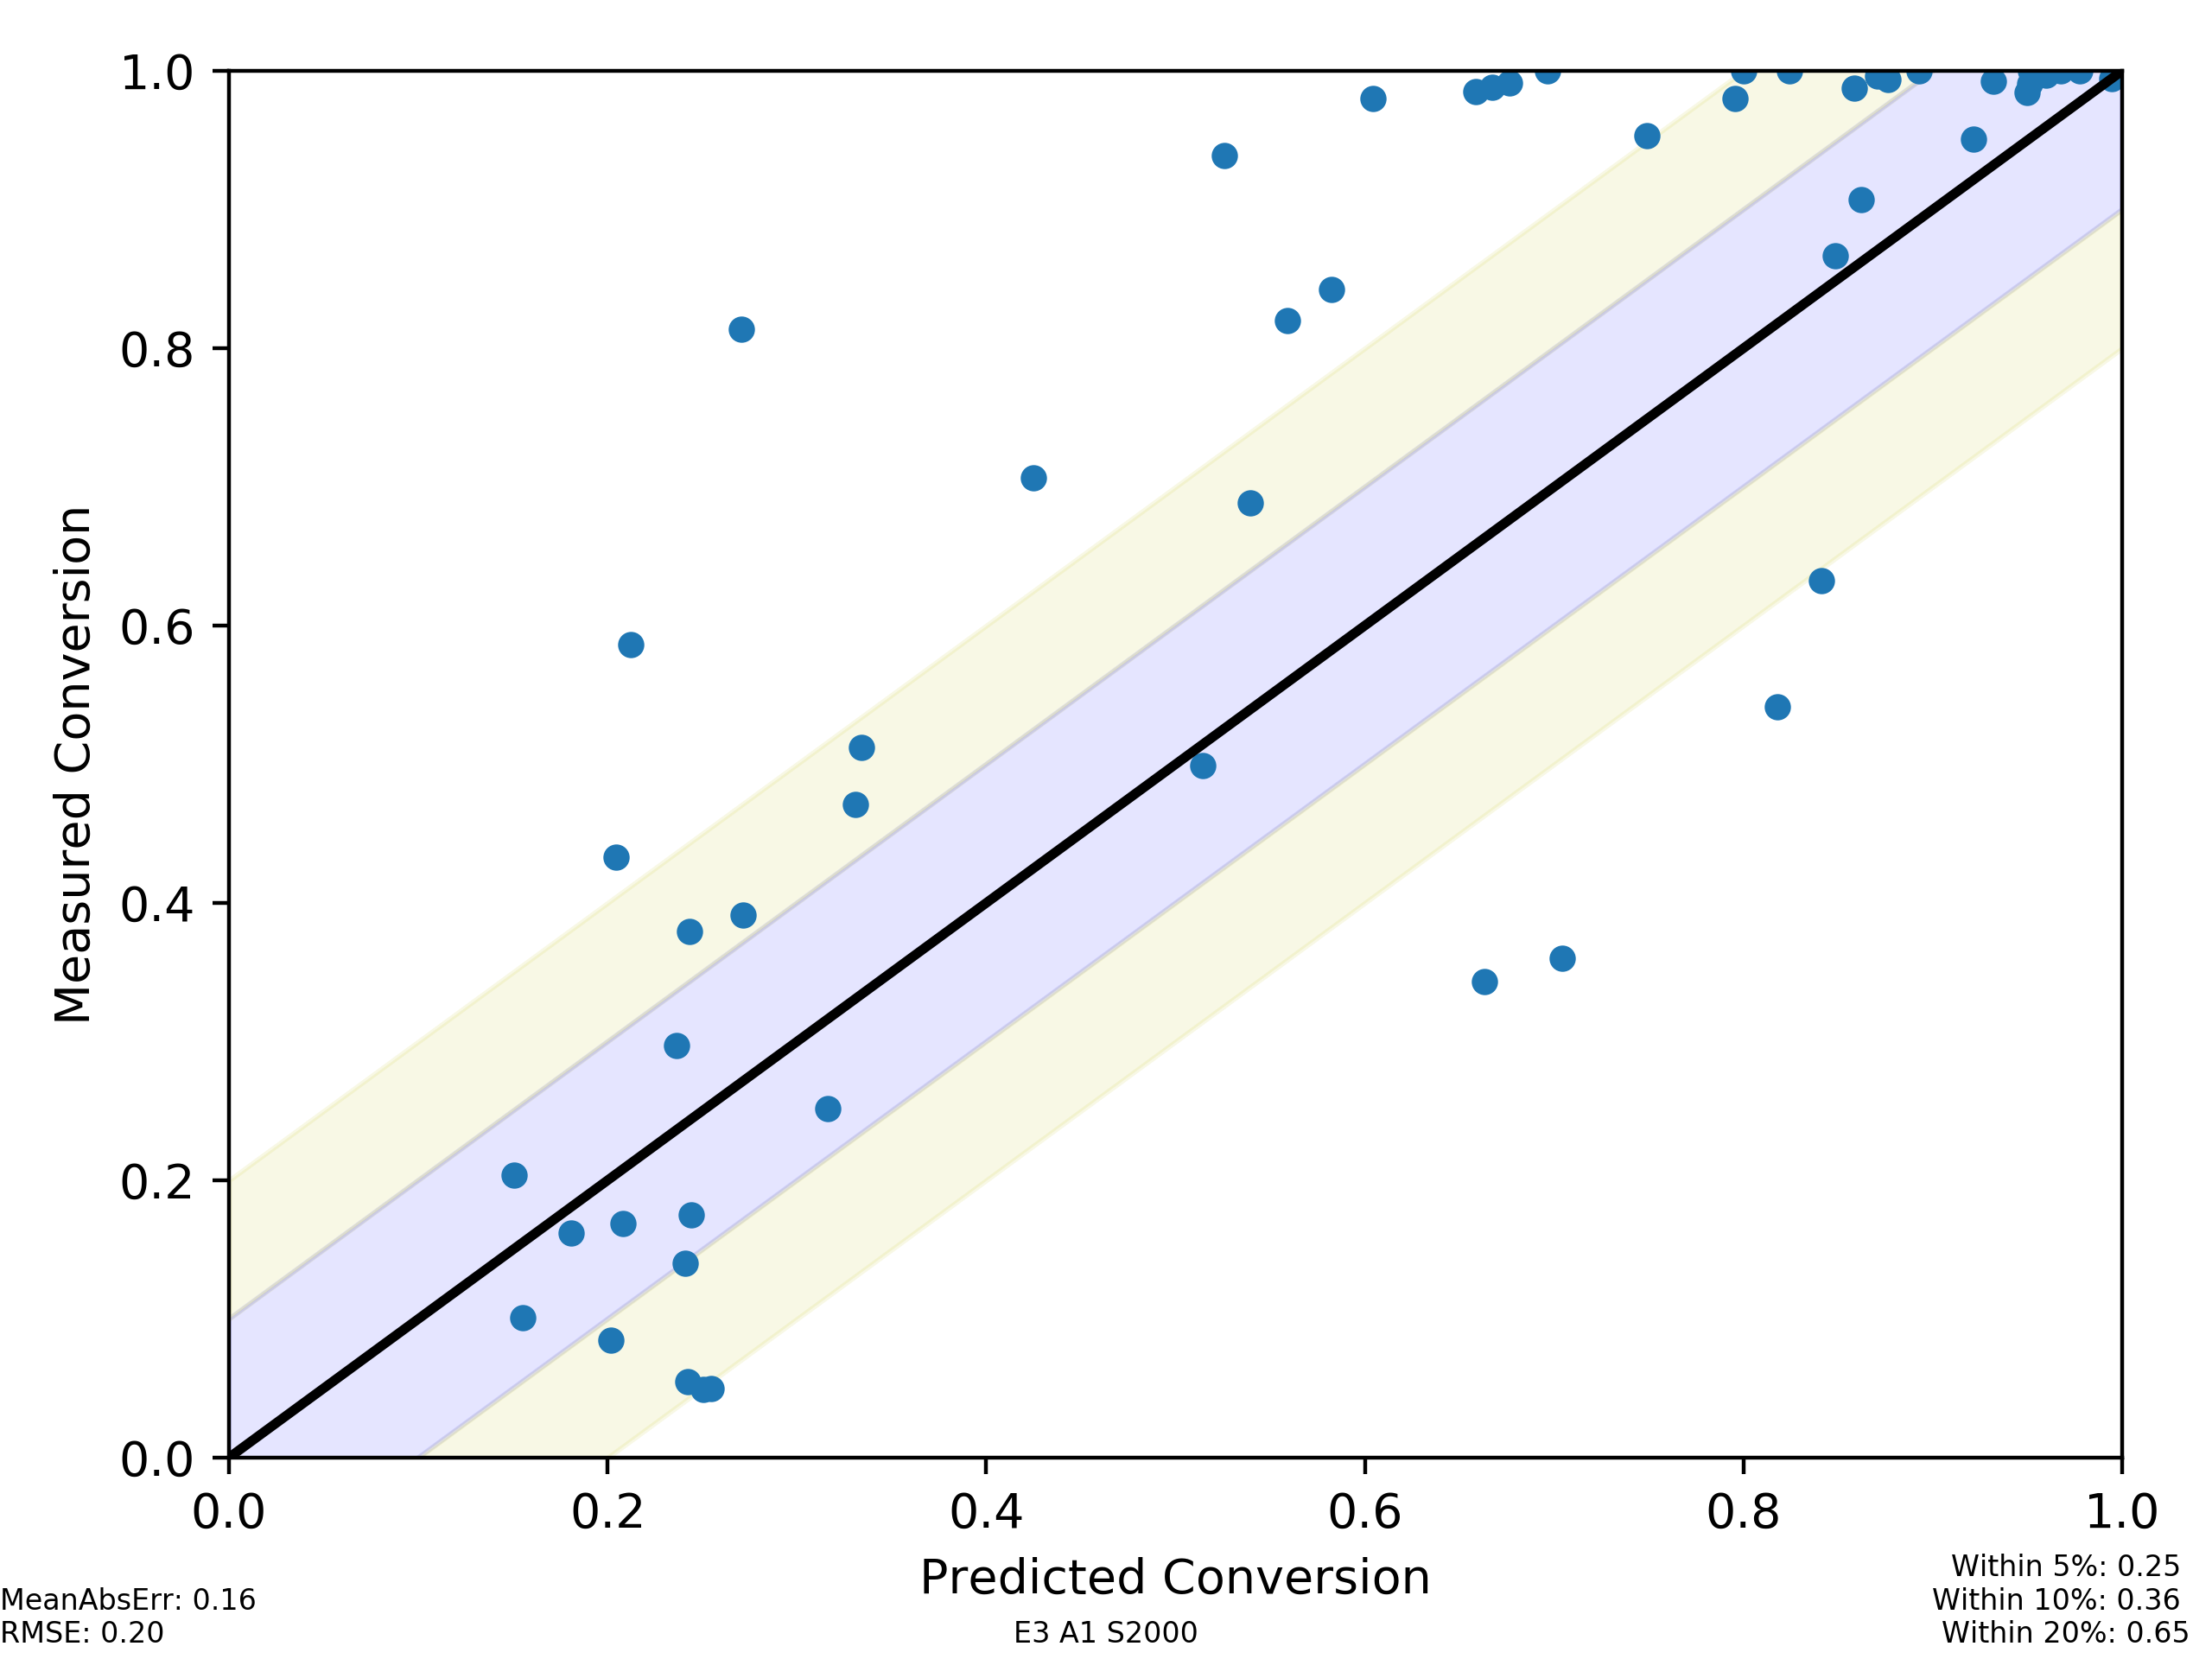 1.0
0.8
0.6
0.4
0.2
0.0
Measured Conversion
0.0 0.2 0.4 0.6 0.8 1.0
Predicted Conversion
MeanAbsErr: 0.16
RMSE: 0.20
E3 A1 S2000
Within 5%: 0.25
Within 10%: 0.36
Within 20%: 0.65